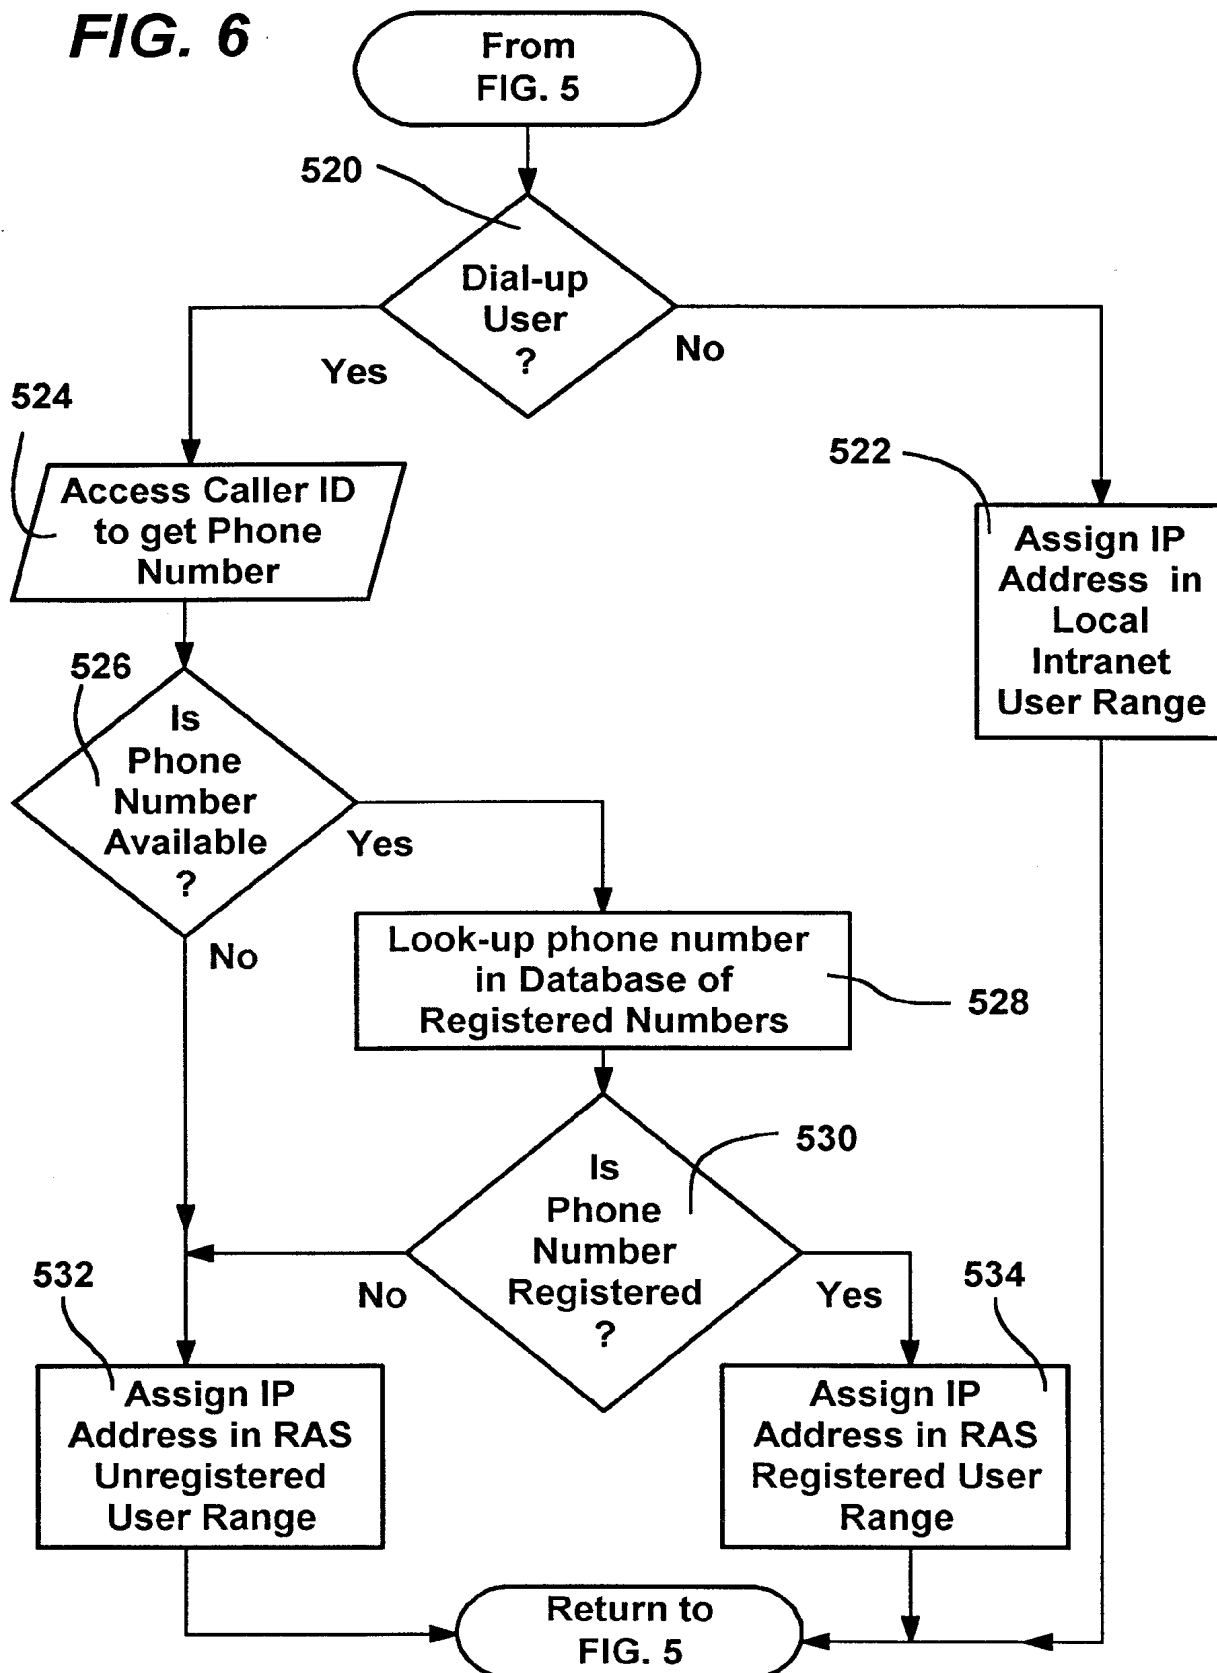 FIG. 6
From
FIG. 5
520
Dial-up
User
?
Yes
No
524
Access Caller ID
to get Phone
Number
522
Assign IP
Address in
Local
Intranet
User Range
526
Is
Phone
Number
Available
?
Yes
No
Look-up phone number
in Database of
Registered Numbers
528
530
Is
Phone
Number
Registered
?
No
Yes
532
Assign IP
Address in RAS
Unregistered
User Range
534
Assign IP
Address in RAS
Registered User
Range
Return to
FIG. 5